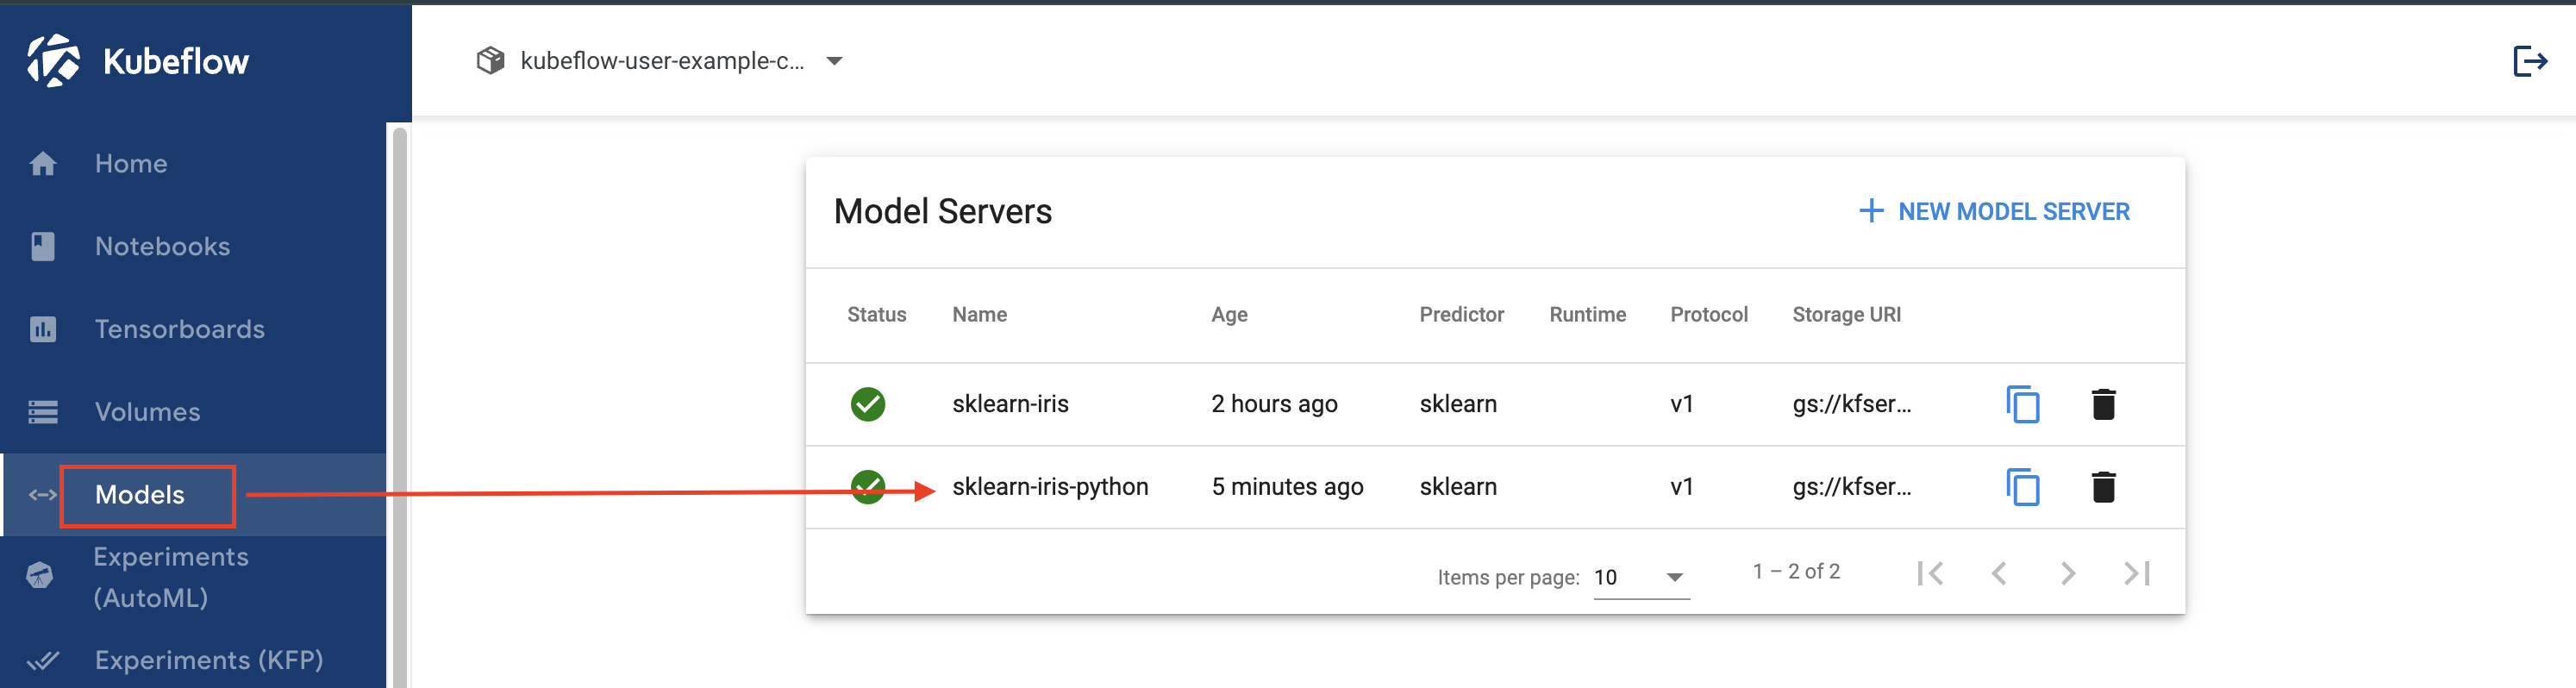 Kubeflow
kubeflow-user-example-c...
Home
Notebooks
Tensorboards
Volumes
Models
Experiments
(AutoML)
Experiments (KFP)
Model Servers
NEW MODEL SERVER
Status Name Age Predictor Runtime Protocol Storage URI
sklearn-iris 2 hours ago sklearn v1 gs://kfser...
sklearn-iris-python 5 minutes ago sklearn v1 gs://kfser...
Items per page: 10 1 – 2 of 2